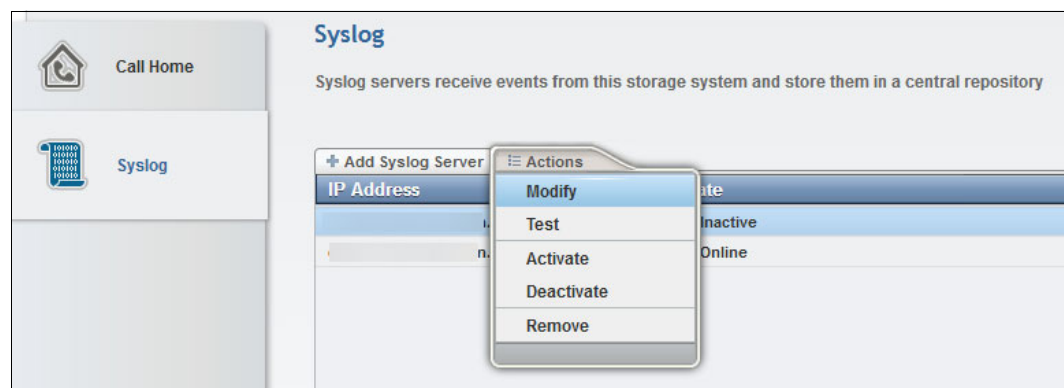 Syslog
Call Home
Syslog servers receive events from this storage system and store them in a central repository
Syslog
Add Syslog Server
Actions
IP Address
Modify
Inactive
Test
Online
Activate
Deactivate
Remove